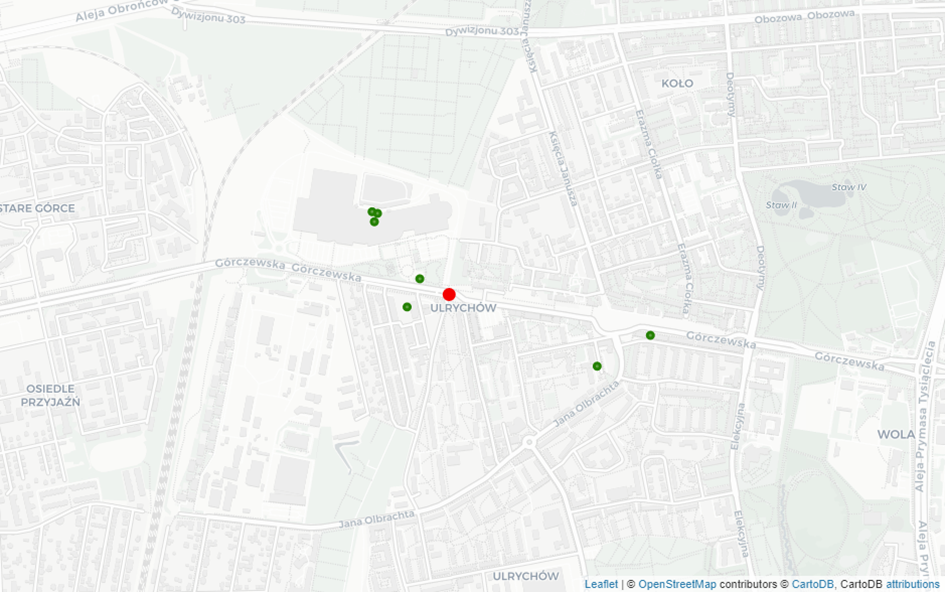 Aleja Obrońców
Dywizjonu 303
Dywizjonu 303
Księcia Janusza
Obozowa Obozowa
KOŁO
Deotymy
Erazma Ciołka
Księcia Janusza
Staw IV
Staw II
STARE GÓRCE
Górczewska Górczewska
Erazma Ciołka
Deotymy
ULRYCHÓW
Górczewska
Górczewska
OSIEDLE
PRZYJAŹŃ
Jana Olbrachta
Elekcyjna
WOLA
Aleja Prymasa Tysiąclecia
Jana Olbrachta
Elekcyjna
ULRYCHÓW
Leaflet | © OpenStreetMap contributors © CartoDB, CartoDB attributions